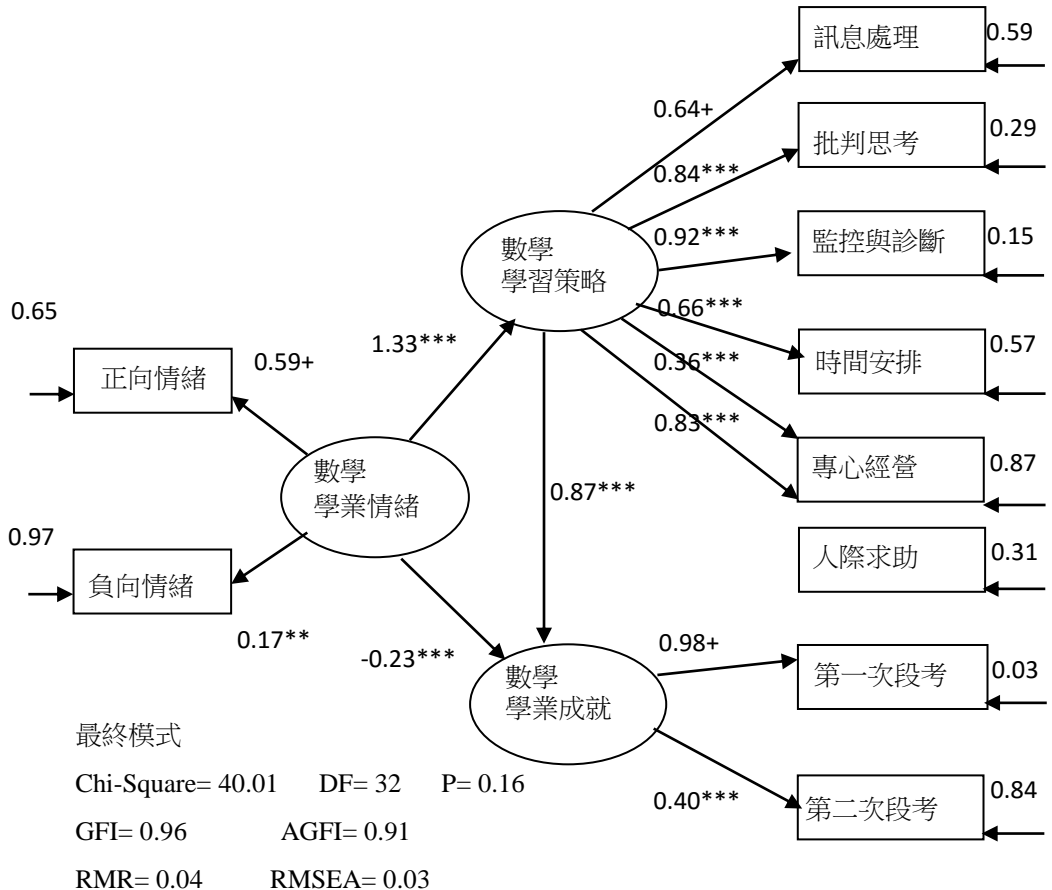 訊息處理
0.59
0.64+
批判思考
0.29
0.84***
數學
學習策略
0.92***
監控與診斷
0.15
0.65
正向情緒
0.59+
1.33***
0.66***
時間安排
0.57
0.36***
0.83***
數學
學業情緒
0.87***
專心經營
0.87
0.97
負向情緒
人際求助
0.31
0.17**
-0.23***
數學
學業成就
0.98+
第一次段考
0.03
0.40***
第二次段考
0.84
最終模式
Chi-Square= 40.01 DF= 32 P= 0.16
GFI= 0.96 AGFI= 0.91
RMR= 0.04 RMSEA= 0.03